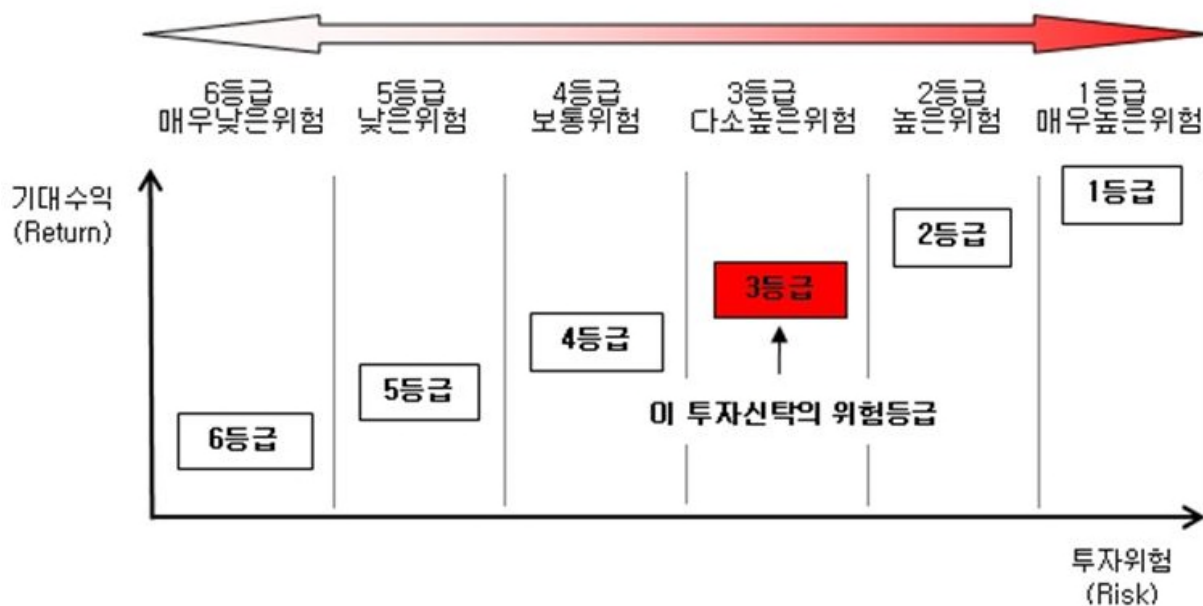 6등급 5등급 4등급 3등급 2등급 1등급
매우낮은위험 낮은위험 보통위험 다소높은위험 높은위험 매우높은위험
기대수익
(Return)
1등급
2등급
3등급
4등급
5등급
이 투자신탁의 위험등급
6등급
투자위험
(Risk)